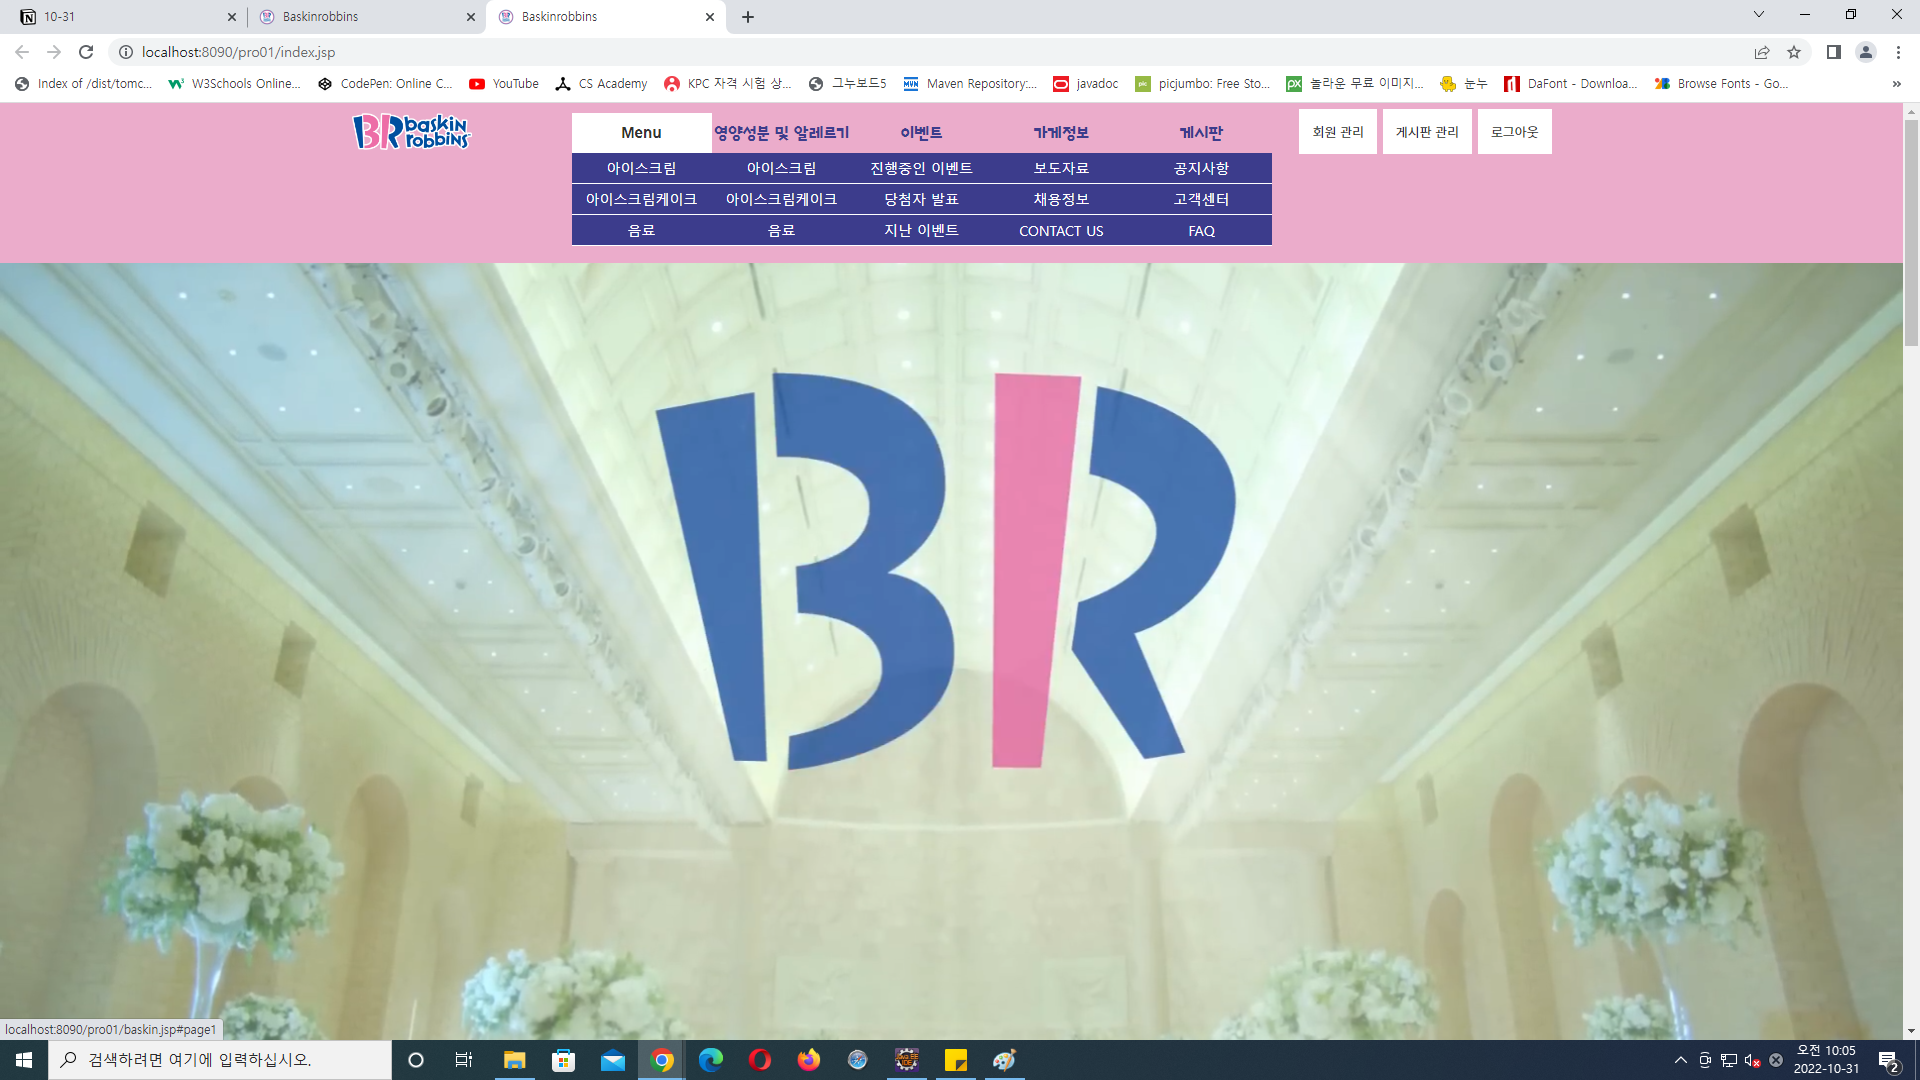 10-31
Baskinrobbins
Baskinrobbins
localhost:8090/pro01/index.jsp
Index of /dist/tomc...
W3Schools Online...
CodePen: Online C...
YouTube
CS Academy
KPC 자격 시험 상...
그누보드5
Maven Repository:...
javadoc
picjumbo: Free Sto...
놀라운 무료 이미지...
눈누
DaFont - Downloa...
Browse Fonts - Go...
»
BR baskin robbins
Menu 영양성분 및 알레르기 이벤트 가게정보 게시판
회원 관리 게시판 관리 로그아웃
아이스크림 아이스크림 진행중인 이벤트 보도자료 공지사항
아이스크림케이크 아이스크림케이크 당첨자 발표 채용정보 고객센터
음료 음료 지난 이벤트 CONTACT US FAQ
BR
localhost:8090/pro01/baskin.jsp#page1
검색하려면 여기에 입력하십시오.
오전 10:05
2022-10-31
2